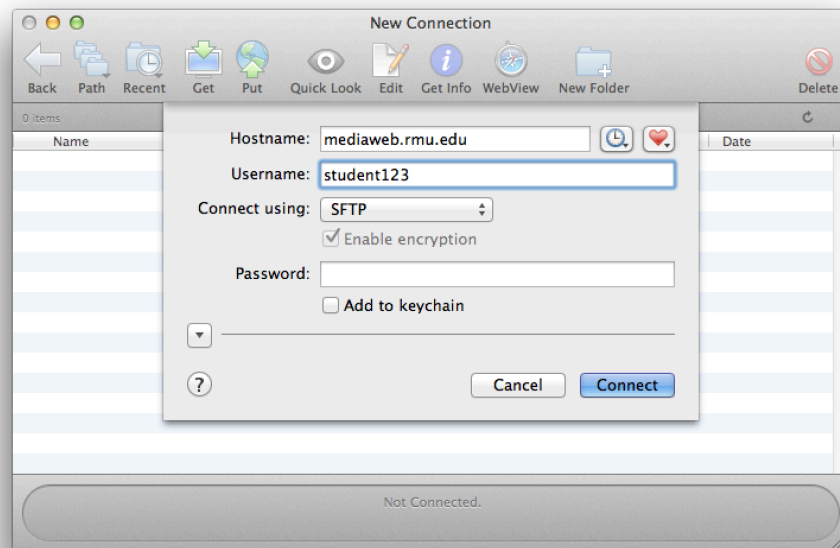 New Connection
Back Path Recent Get Put Quick Look Edit Get Info WebView New Folder Delete
0 items
Name Date
Hostname: mediaweb.rmu.edu
Username: student123
Connect using: SFTP
Enable encryption
Password:
Add to keychain
?
Cancel Connect
Not Connected.